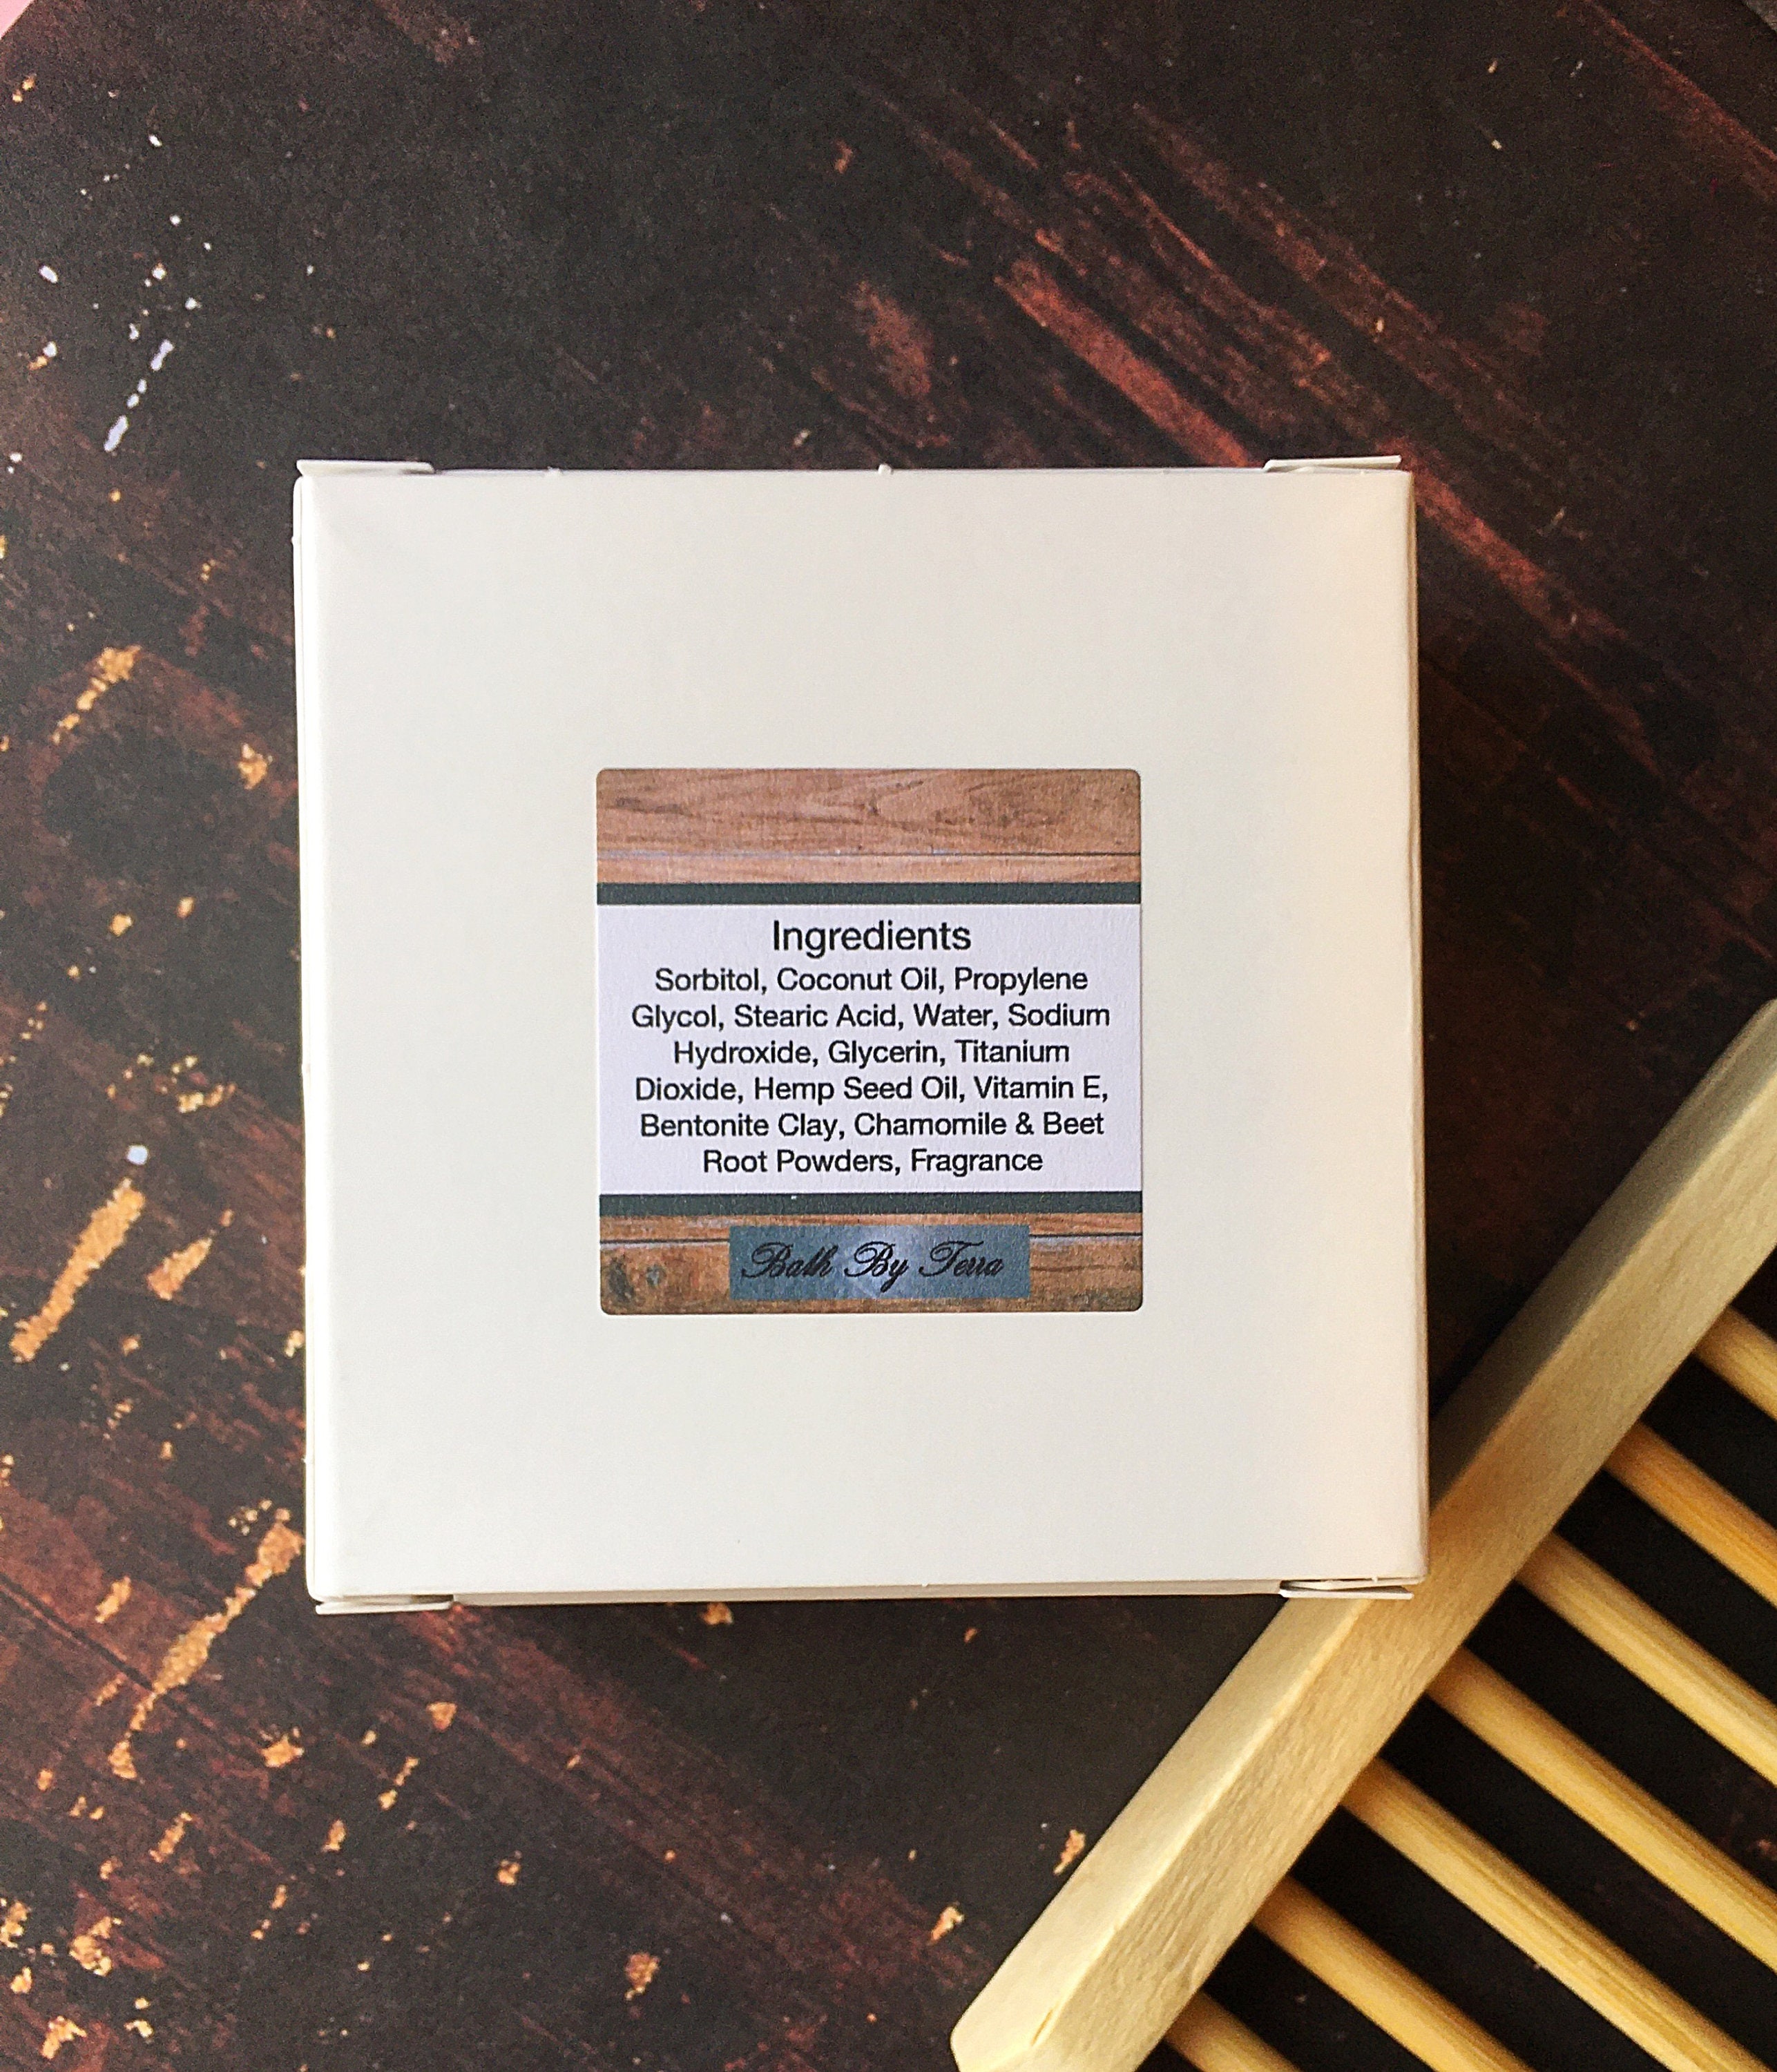 Ingredients
Sorbitol, Coconut Oil, Propylene
Glycol, Stearic Acid, Water, Sodium
Hydroxide, Glycerin, Titanium
Dioxide, Hemp Seed Oil, Vitamin E,
Bentonite Clay, Chamomile & Beet
Root Powders, Fragrance
Bath By Terra